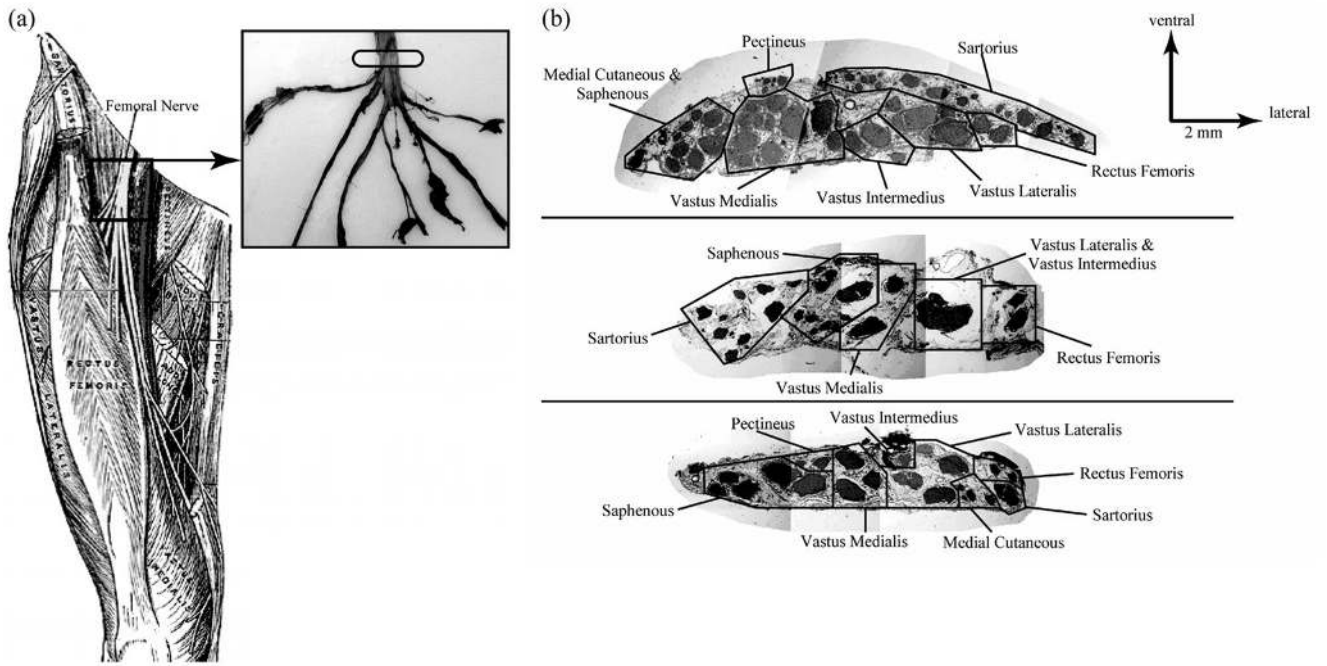 (a)
SARTORIUS
Femoral Nerve
VASTUS
LATERALIS
RECTUS
FEMORIS
GRACILIS
(b)
Pectineus
Sartorius
Medial Cutaneous &
Saphenous
Vastus Medialis
Vastus Intermedius
Vastus Lateralis
Rectus Femoris
ventral
lateral
2 mm
Saphenous
Vastus Lateralis &
Vastus Intermedius
Sartorius
Vastus Medialis
Rectus Femoris
Pectineus
Vastus Intermedius
Vastus Lateralis
Rectus Femoris
Saphenous
Sartorius
Vastus Medialis
Medial Cutaneous